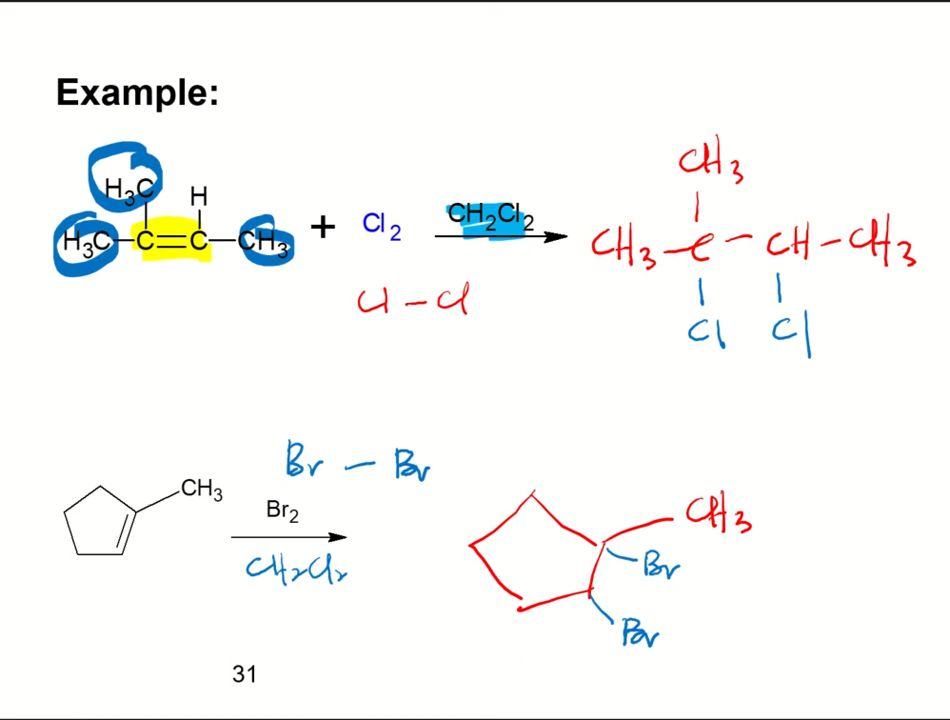 Example:
CH3
H3C H
|
H3C-C=C-CH3 + Cl2 CH2Cl2 CH3-C-CH-CH3
| |
Cl-Cl Cl Cl
Br-Br
CH3 Br2 CH3
CH2Cl2 Br
Br
31